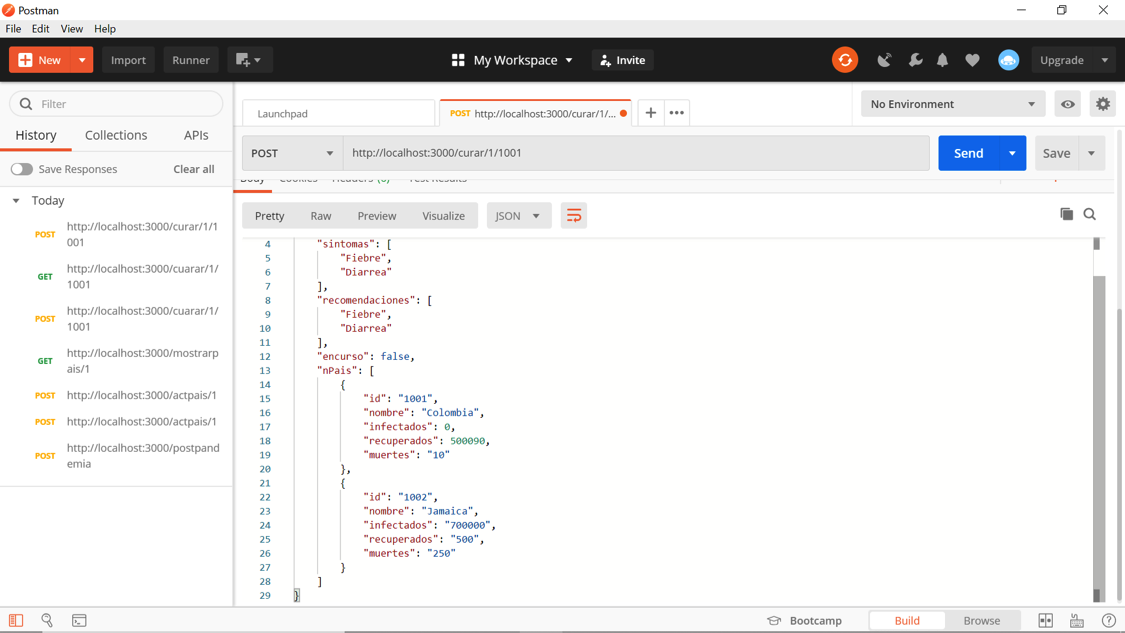 Postman
File Edit View Help
New Import Runner My Workspace Invite Upgrade
Filter
History Collections APIs
Save Responses Clear all
Today
POST http://localhost:3000/curar/1/1
001
GET http://localhost:3000/cuarar/1/
1001
POST http://localhost:3000/cuarar/1/
1001
GET http://localhost:3000/mostrarp
ais/1
POST http://localhost:3000/actpais/1
POST http://localhost:3000/actpais/1
POST http://localhost:3000/postpand
emia
Launchpad POST http://localhost:3000/curar/1/... No Environment
POST http://localhost:3000/curar/1/1001 Send Save
Body Cookies Headers (6) Test Results
Pretty Raw Preview Visualize JSON
4 "sintomas": [
5 "Fiebre",
6 "Diarrea"
7 ],
8 "recomendaciones": [
9 "Fiebre",
10 "Diarrea"
11 ],
12 "encurso": false,
13 "nPais": [
14 {
15 "id": "1001",
16 "nombre": "Colombia",
17 "infectados": 0,
18 "recuperados": 500090,
19 "muertes": "10"
20 },
21 {
22 "id": "1002",
23 "nombre": "Jamaica",
24 "infectados": "700000",
25 "recuperados": "500",
26 "muertes": "250"
27 }
28 ]
29 }
Bootcamp Build Browse